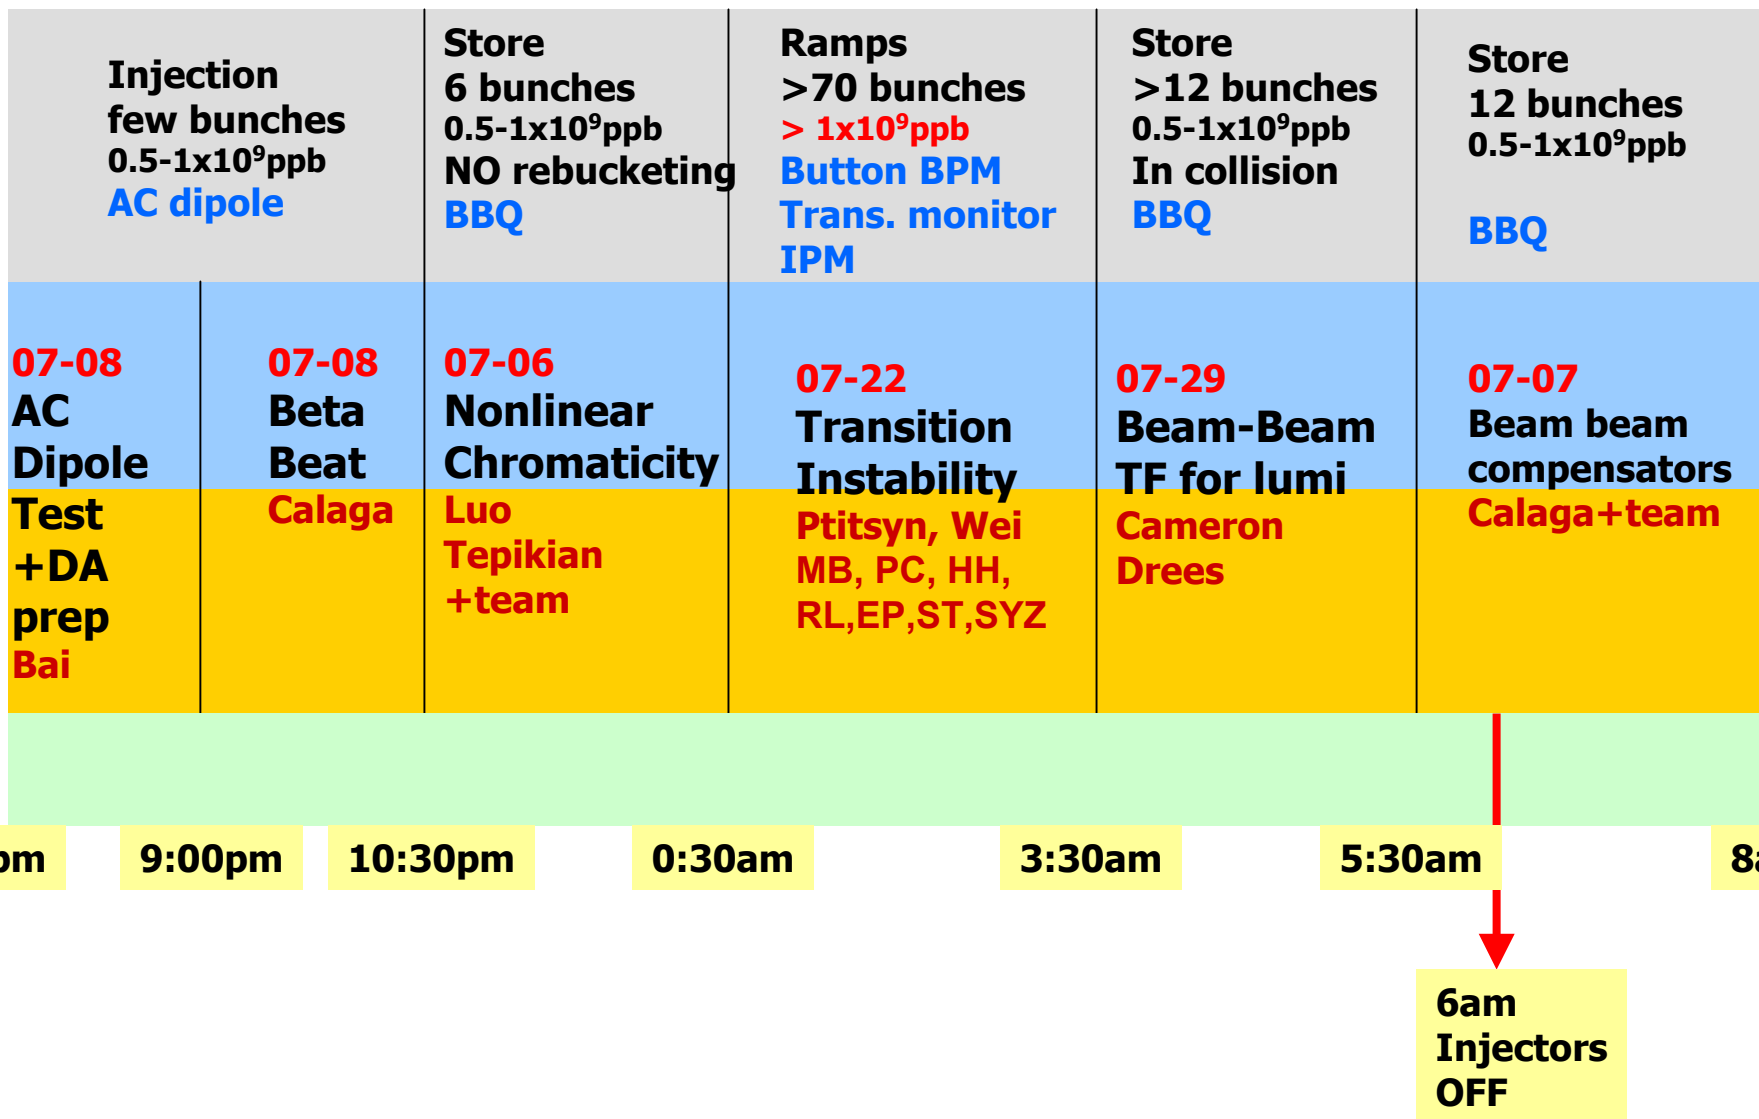 Injection
few bunches
0.5-1x10⁹ppb
AC dipole
Store
6 bunches
0.5-1x10⁹ppb
NO rebucketing
BBQ
Ramps
>70 bunches
> 1x10⁹ppb
Button BPM
Trans. monitor
IPM
Store
>12 bunches
0.5-1x10⁹ppb
In collision
BBQ
Store
12 bunches
0.5-1x10⁹ppb
BBQ
07-08
AC
Dipole
Test
+DA
prep
Bai
07-08
Beta
Beat
Calaga
07-06
Nonlinear
Chromaticity
Luo
Tepikian
+team
07-22
Transition
Instability
Ptitsyn, Wei
MB, PC, HH,
RL,EP,ST,SYZ
07-29
Beam-Beam
TF for lumi
Cameron
Drees
07-07
Beam beam
compensators
Calaga+team
9:00pm
10:30pm
0:30am
3:30am
5:30am
6am
Injectors
OFF